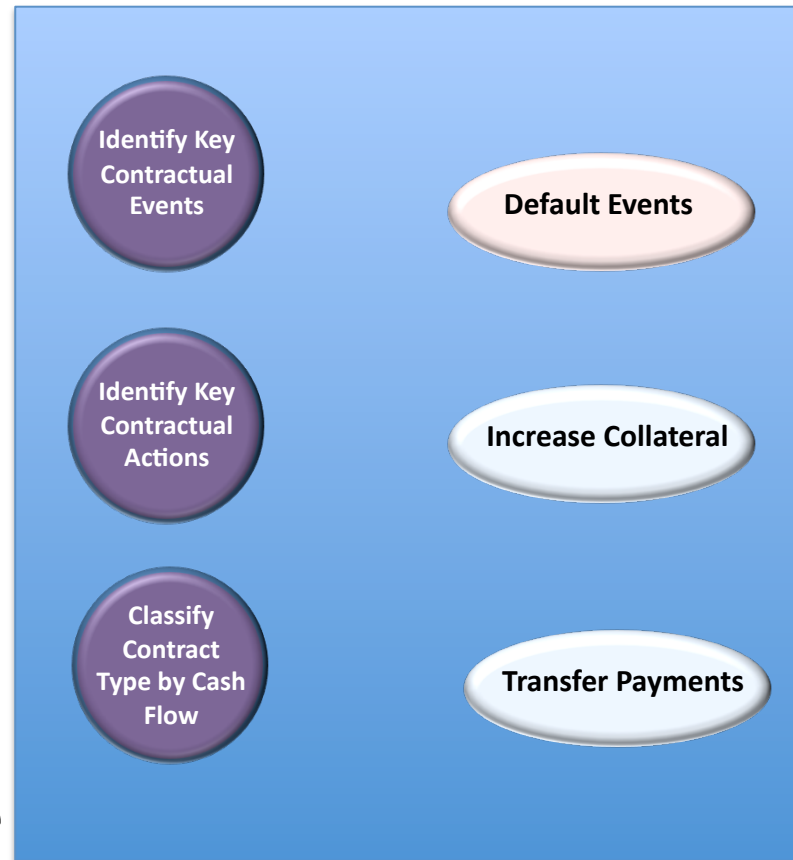 Identify Key
Contractual
Events
Default Events
Identify Key
Contractual
Actions
Increase Collateral
Classify
Contract
Type by Cash
Flow
Transfer Payments